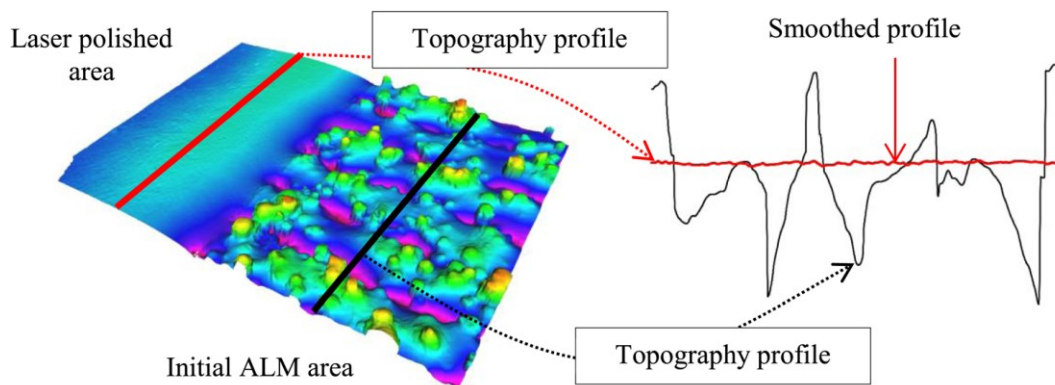 Laser polished
area
Topography profile
Smoothed profile
Initial ALM area
Topography profile